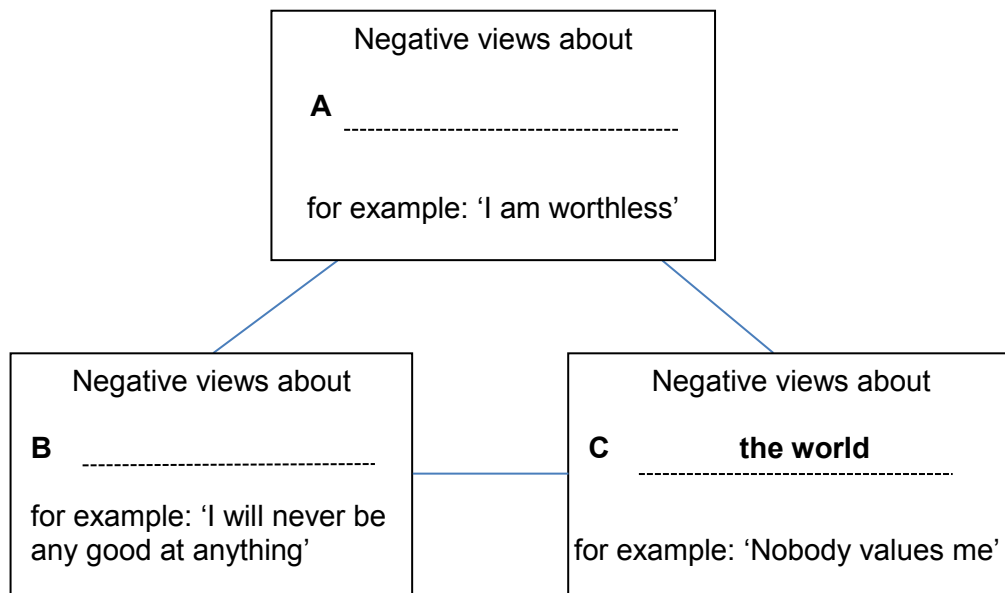 Negative views about
A
for example: ‘I am worthless’
Negative views about
B
for example: ‘I will never be
any good at anything’
Negative views about
C the world
for example: ‘Nobody values me’